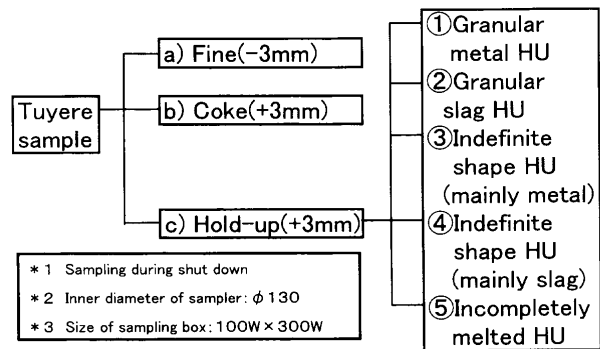 Tuyere
sample
a) Fine(-3mm)
b) Coke(+3mm)
c) Hold-up(+3mm)
①Granular
metal HU
②Granular
slag HU
③Indefinite
shape HU
(mainly metal)
④Indefinite
shape HU
(mainly slag)
⑤Incompletely
melted HU
*1 Sampling during shut down
*2 Inner diameter of sampler: φ130
*3 Size of sampling box: 100W×300W